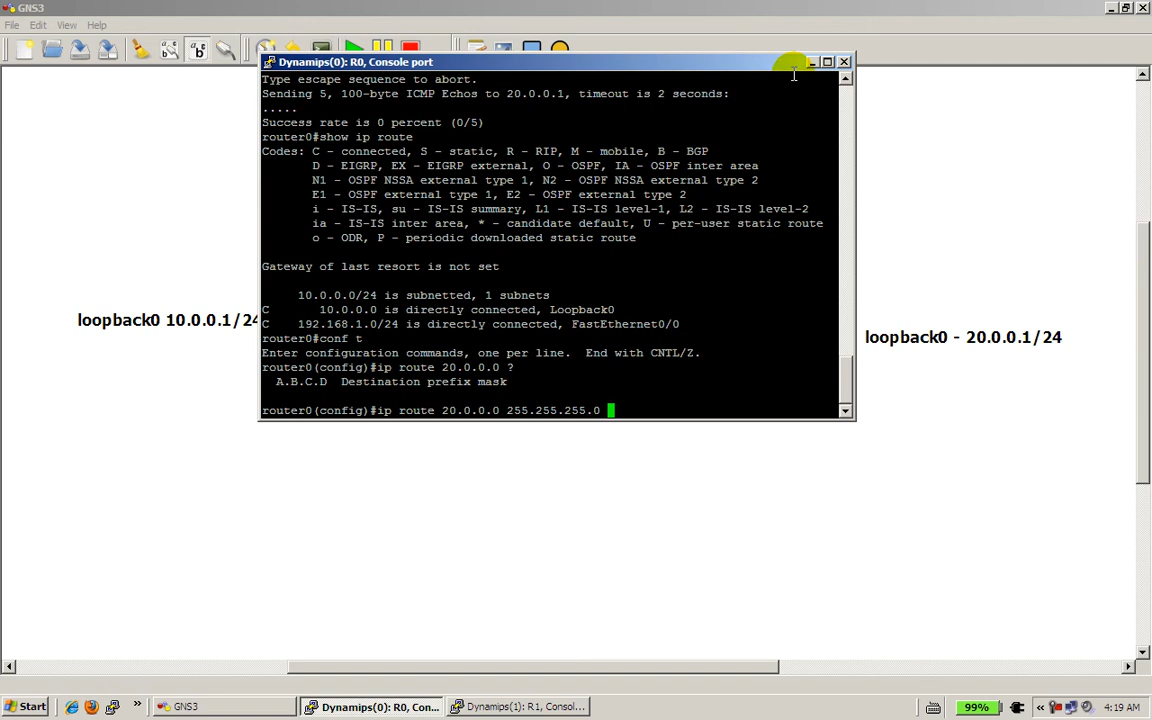 GNS3
File Edit View Help
Dynamips(0): R0, Console port
Type escape sequence to abort.
Sending 5, 100-byte ICMP Echos to 20.0.0.1, timeout is 2 seconds:
.....
Success rate is 0 percent (0/5)
router0#show ip route
Codes: C - connected, S - static, R - RIP, M - mobile, B - BGP
D - EIGRP, EX - EIGRP external, O - OSPF, IA - OSPF inter area
N1 - OSPF NSSA external type 1, N2 - OSPF NSSA external type 2
E1 - OSPF external type 1, E2 - OSPF external type 2
i - IS-IS, su - IS-IS summary, L1 - IS-IS level-1, L2 - IS-IS level-2
ia - IS-IS inter area, * - candidate default, U - per-user static route
o - ODR, P - periodic downloaded static route
Gateway of last resort is not set
10.0.0.0/24 is subnetted, 1 subnets
C 10.0.0.0 is directly connected, Loopback0
C 192.168.1.0/24 is directly connected, FastEthernet0/0
router0#conf t
Enter configuration commands, one per line. End with CNTL/Z.
router0(config)#ip route 20.0.0.0 ?
A.B.C.D Destination prefix mask
router0(config)#ip route 20.0.0.0 255.255.255.0
loopback0 10.0.0.1/24
loopback0 - 20.0.0.1/24
Start
GNS3
Dynamips(0): R0, Con...
Dynamips(1): R1, Consol...
99%
4:19 AM